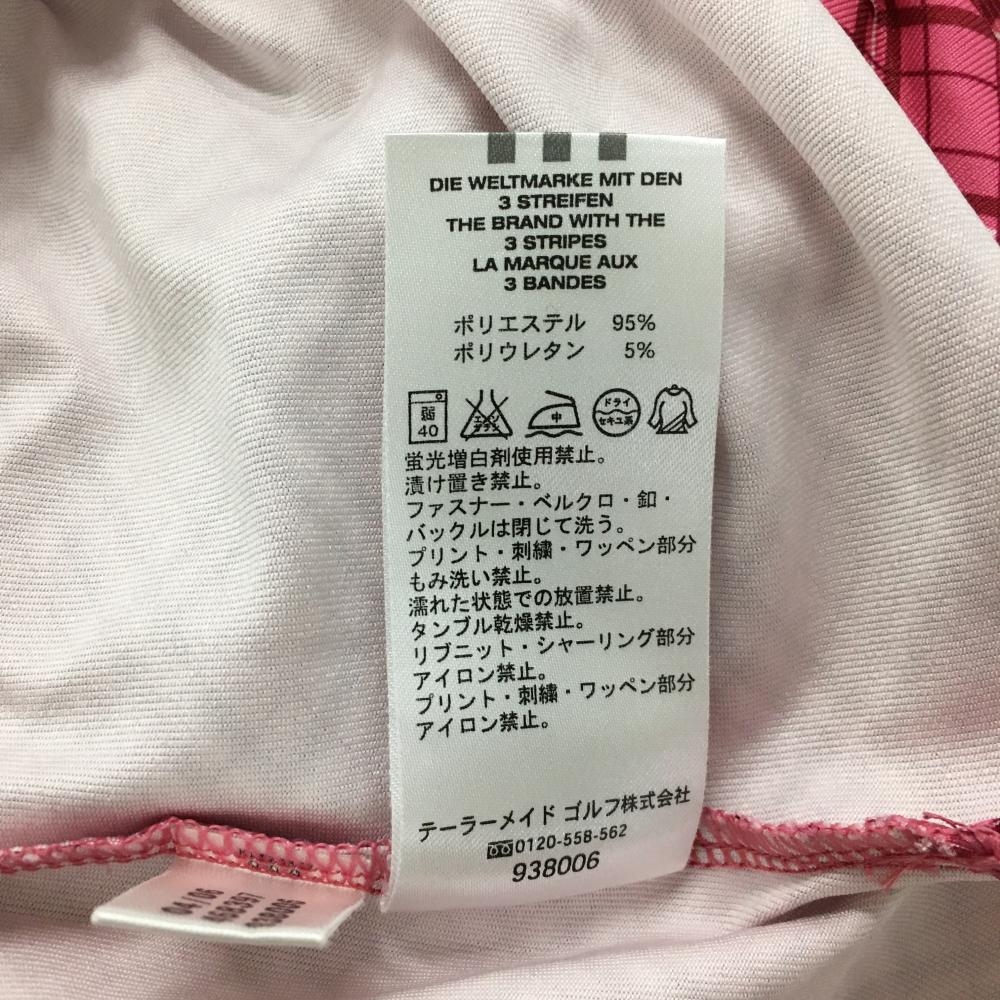 DIE WELTMARKE MIT DEN
3 STREIFEN
THE BRAND WITH THE
3 STRIPES
LA MARQUE AUX
3 BANDES
ポリエステル 95%
ポリウレタン 5%
弱
40
エンソ
サラシ
中
ドライ
セキユ系
蛍光増白剤使用禁止。
漬け置き禁止。
ファスナー・ベルクロ・釦・
バックルは閉じて洗う。
プリント・刺繍・ワッペン部分
もみ洗い禁止。
濡れた状態での放置禁止。
タンブル乾燥禁止。
リブニット・シャーリング部分
アイロン禁止。
プリント・刺繍・ワッペン部分
アイロン禁止。
テーラーメイド ゴルフ株式会社
0120-558-562
938006
04/06